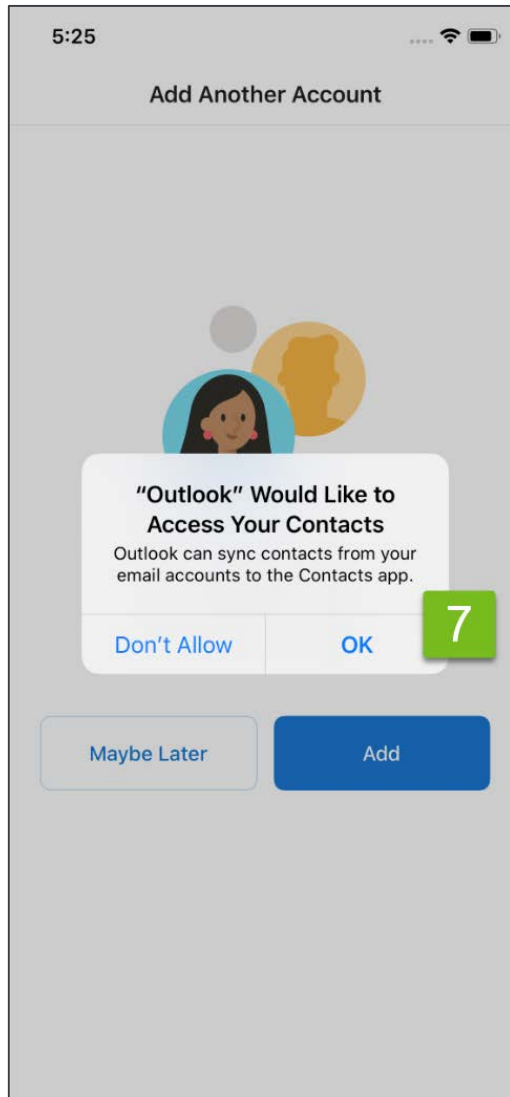 5:25
Add Another Account
“Outlook” Would Like to
Access Your Contacts
Outlook can sync contacts from your
email accounts to the Contacts app.
Don’t Allow
OK
7
Maybe Later
Add